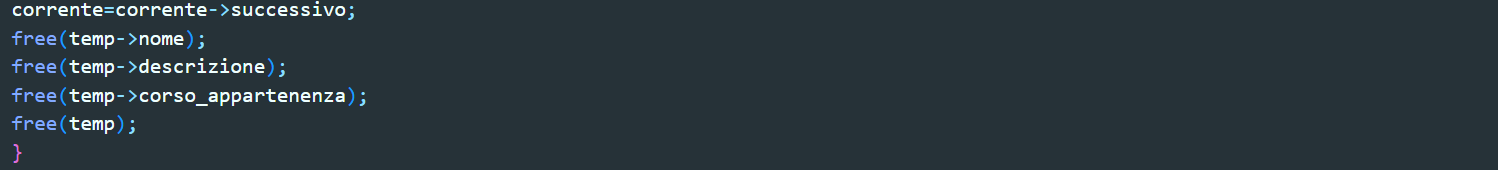 corrente=corrente->successivo;
free(temp->nome);
free(temp->descrizione);
free(temp->corso_appartenenza);
free(temp);
}